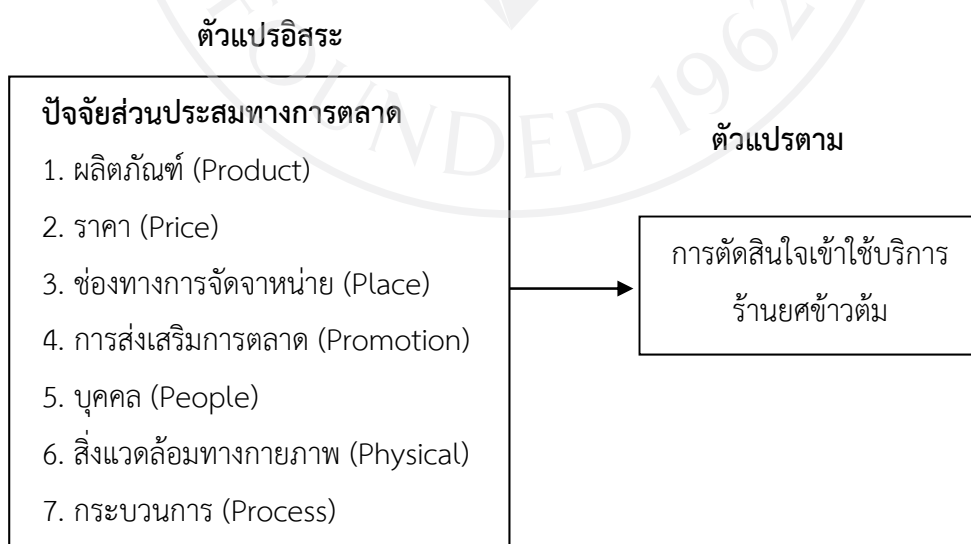 ตัวแปรอิสระ
ปัจจัยส่วนประสมทางการตลาด
1. ผลิตภัณฑ์ (Product)
2. ราคา (Price)
3. ช่องทางการจัดจาหน่าย (Place)
4. การส่งเสริมการตลาด (Promotion)
5. บุคคล (People)
6. สิ่งแวดล้อมทางกายภาพ (Physical)
7. กระบวนการ (Process)
ตัวแปรตาม
การตัดสินใจเข้าใช้บริการ
ร้านยศข้าวต้ม
FOUNDED 1962